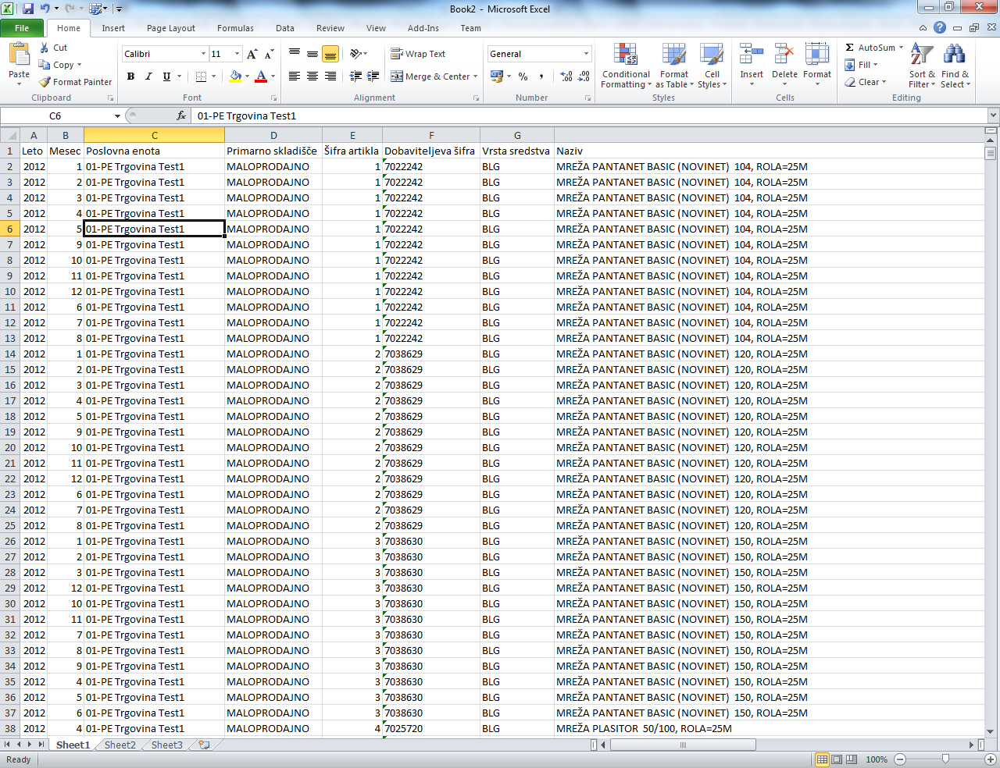 Book2 - Microsoft Excel
File Home Insert Page Layout Formulas Data Review View Add-Ins Team
Paste Cut Copy Format Painter Clipboard
Calibri 11 B I U A A A Font
Wrap Text Merge & Center Alignment
General % , .00 .0 Number
Conditional Formatting Format as Table Cell Styles Styles
Insert Delete Format Cells
Σ AutoSum Fill Clear Sort & Filter Find & Select Editing
C6 fx 01-PE Trgovina Test1
A B C D E F G
1 Leto Mesec Poslovna enota Primarno skladišče Šifra artikla Dobaviteljeva šifra Vrsta sredstva Naziv
2 2012 1 01-PE Trgovina Test1 MALOPRODAJNO 1 7022242 BLG MREŽA PANTANET BASIC (NOVINET) 104, ROLA=25M
3 2012 2 01-PE Trgovina Test1 MALOPRODAJNO 1 7022242 BLG MREŽA PANTANET BASIC (NOVINET) 104, ROLA=25M
4 2012 3 01-PE Trgovina Test1 MALOPRODAJNO 1 7022242 BLG MREŽA PANTANET BASIC (NOVINET) 104, ROLA=25M
5 2012 4 01-PE Trgovina Test1 MALOPRODAJNO 1 7022242 BLG MREŽA PANTANET BASIC (NOVINET) 104, ROLA=25M
6 2012 5 01-PE Trgovina Test1 MALOPRODAJNO 1 7022242 BLG MREŽA PANTANET BASIC (NOVINET) 104, ROLA=25M
7 2012 9 01-PE Trgovina Test1 MALOPRODAJNO 1 7022242 BLG MREŽA PANTANET BASIC (NOVINET) 104, ROLA=25M
8 2012 10 01-PE Trgovina Test1 MALOPRODAJNO 1 7022242 BLG MREŽA PANTANET BASIC (NOVINET) 104, ROLA=25M
9 2012 11 01-PE Trgovina Test1 MALOPRODAJNO 1 7022242 BLG MREŽA PANTANET BASIC (NOVINET) 104, ROLA=25M
10 2012 12 01-PE Trgovina Test1 MALOPRODAJNO 1 7022242 BLG MREŽA PANTANET BASIC (NOVINET) 104, ROLA=25M
11 2012 6 01-PE Trgovina Test1 MALOPRODAJNO 1 7022242 BLG MREŽA PANTANET BASIC (NOVINET) 104, ROLA=25M
12 2012 7 01-PE Trgovina Test1 MALOPRODAJNO 1 7022242 BLG MREŽA PANTANET BASIC (NOVINET) 104, ROLA=25M
13 2012 8 01-PE Trgovina Test1 MALOPRODAJNO 1 7022242 BLG MREŽA PANTANET BASIC (NOVINET) 104, ROLA=25M
14 2012 1 01-PE Trgovina Test1 MALOPRODAJNO 2 7038629 BLG MREŽA PANTANET BASIC (NOVINET) 120, ROLA=25M
15 2012 2 01-PE Trgovina Test1 MALOPRODAJNO 2 7038629 BLG MREŽA PANTANET BASIC (NOVINET) 120, ROLA=25M
16 2012 3 01-PE Trgovina Test1 MALOPRODAJNO 2 7038629 BLG MREŽA PANTANET BASIC (NOVINET) 120, ROLA=25M
17 2012 4 01-PE Trgovina Test1 MALOPRODAJNO 2 7038629 BLG MREŽA PANTANET BASIC (NOVINET) 120, ROLA=25M
18 2012 5 01-PE Trgovina Test1 MALOPRODAJNO 2 7038629 BLG MREŽA PANTANET BASIC (NOVINET) 120, ROLA=25M
19 2012 9 01-PE Trgovina Test1 MALOPRODAJNO 2 7038629 BLG MREŽA PANTANET BASIC (NOVINET) 120, ROLA=25M
20 2012 10 01-PE Trgovina Test1 MALOPRODAJNO 2 7038629 BLG MREŽA PANTANET BASIC (NOVINET) 120, ROLA=25M
21 2012 11 01-PE Trgovina Test1 MALOPRODAJNO 2 7038629 BLG MREŽA PANTANET BASIC (NOVINET) 120, ROLA=25M
22 2012 12 01-PE Trgovina Test1 MALOPRODAJNO 2 7038629 BLG MREŽA PANTANET BASIC (NOVINET) 120, ROLA=25M
23 2012 6 01-PE Trgovina Test1 MALOPRODAJNO 2 7038629 BLG MREŽA PANTANET BASIC (NOVINET) 120, ROLA=25M
24 2012 7 01-PE Trgovina Test1 MALOPRODAJNO 2 7038629 BLG MREŽA PANTANET BASIC (NOVINET) 120, ROLA=25M
25 2012 8 01-PE Trgovina Test1 MALOPRODAJNO 2 7038629 BLG MREŽA PANTANET BASIC (NOVINET) 120, ROLA=25M
26 2012 1 01-PE Trgovina Test1 MALOPRODAJNO 3 7038630 BLG MREŽA PANTANET BASIC (NOVINET) 150, ROLA=25M
27 2012 2 01-PE Trgovina Test1 MALOPRODAJNO 3 7038630 BLG MREŽA PANTANET BASIC (NOVINET) 150, ROLA=25M
28 2012 3 01-PE Trgovina Test1 MALOPRODAJNO 3 7038630 BLG MREŽA PANTANET BASIC (NOVINET) 150, ROLA=25M
29 2012 12 01-PE Trgovina Test1 MALOPRODAJNO 3 7038630 BLG MREŽA PANTANET BASIC (NOVINET) 150, ROLA=25M
30 2012 10 01-PE Trgovina Test1 MALOPRODAJNO 3 7038630 BLG MREŽA PANTANET BASIC (NOVINET) 150, ROLA=25M
31 2012 11 01-PE Trgovina Test1 MALOPRODAJNO 3 7038630 BLG MREŽA PANTANET BASIC (NOVINET) 150, ROLA=25M
32 2012 7 01-PE Trgovina Test1 MALOPRODAJNO 3 7038630 BLG MREŽA PANTANET BASIC (NOVINET) 150, ROLA=25M
33 2012 8 01-PE Trgovina Test1 MALOPRODAJNO 3 7038630 BLG MREŽA PANTANET BASIC (NOVINET) 150, ROLA=25M
34 2012 9 01-PE Trgovina Test1 MALOPRODAJNO 3 7038630 BLG MREŽA PANTANET BASIC (NOVINET) 150, ROLA=25M
35 2012 4 01-PE Trgovina Test1 MALOPRODAJNO 3 7038630 BLG MREŽA PANTANET BASIC (NOVINET) 150, ROLA=25M
36 2012 5 01-PE Trgovina Test1 MALOPRODAJNO 3 7038630 BLG MREŽA PANTANET BASIC (NOVINET) 150, ROLA=25M
37 2012 6 01-PE Trgovina Test1 MALOPRODAJNO 3 7038630 BLG MREŽA PANTANET BASIC (NOVINET) 150, ROLA=25M
38 2012 4 01-PE Trgovina Test1 MALOPRODAJNO 4 7025720 BLG MREŽA PLASITOR 50/100, ROLA=25M
Sheet1 Sheet2 Sheet3
Ready 100%